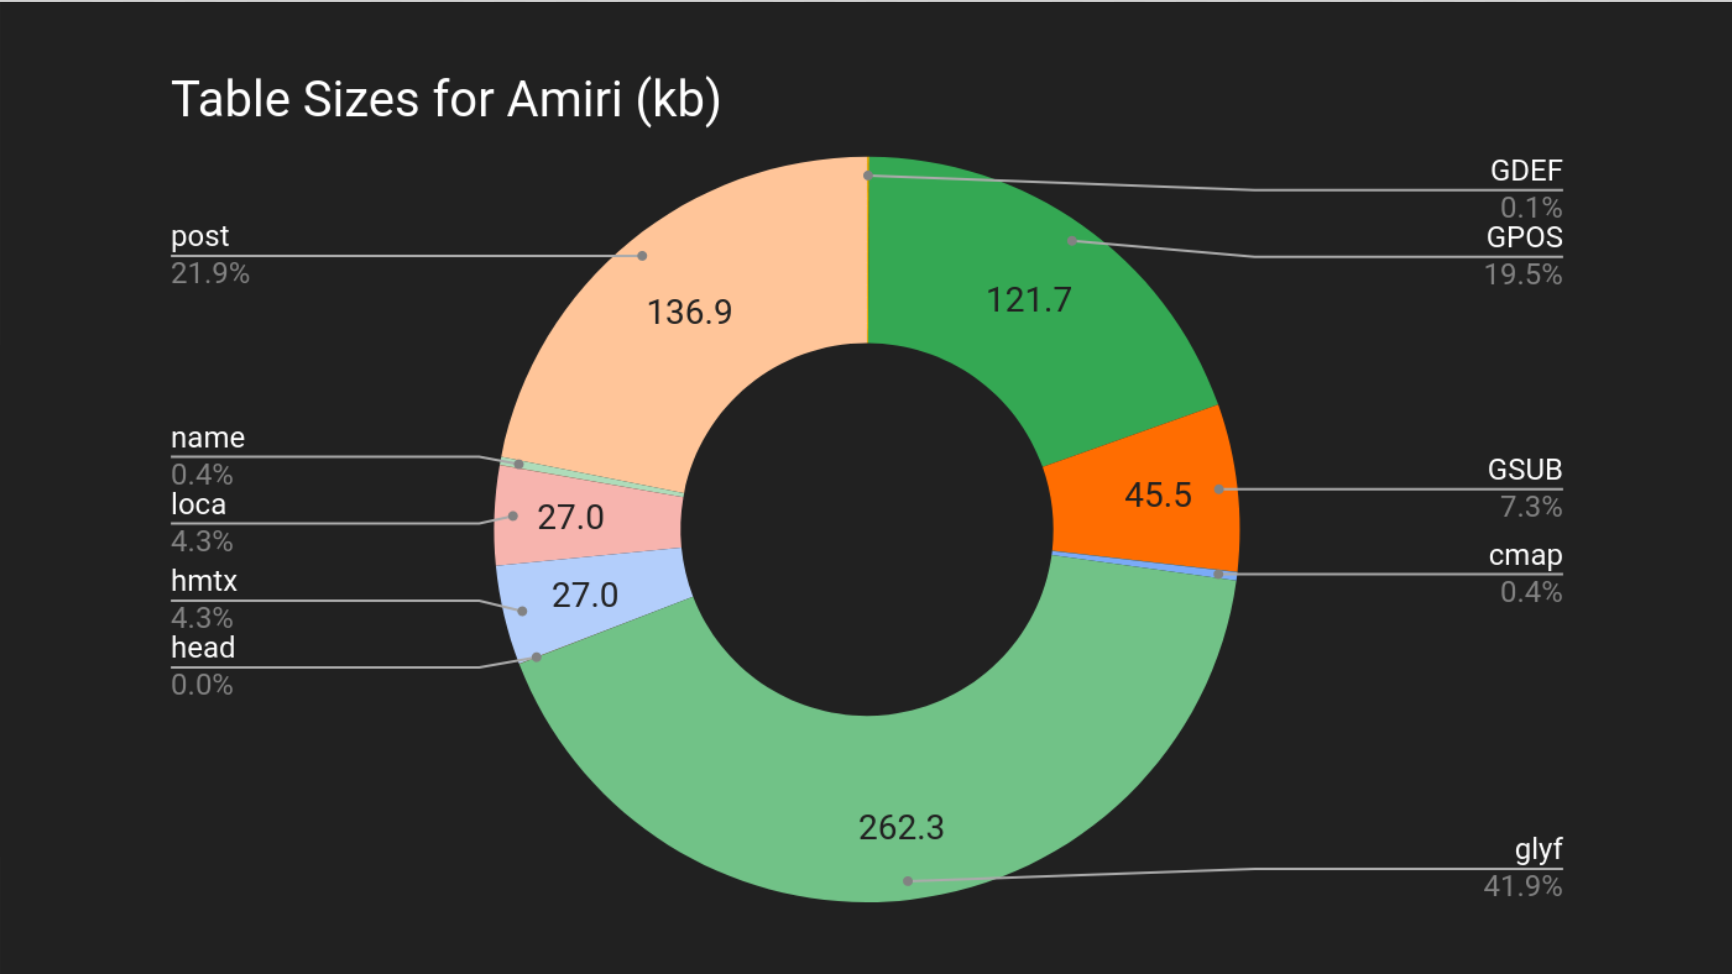 Table Sizes for Amiri (kb)
GDEF
0.1%
GPOS
19.5%
post
21.9%
136.9
121.7
name
0.4%
loca
4.3%
27.0
45.5
GSUB
7.3%
cmap
0.4%
hmtx
4.3%
27.0
head
0.0%
262.3
glyf
41.9%